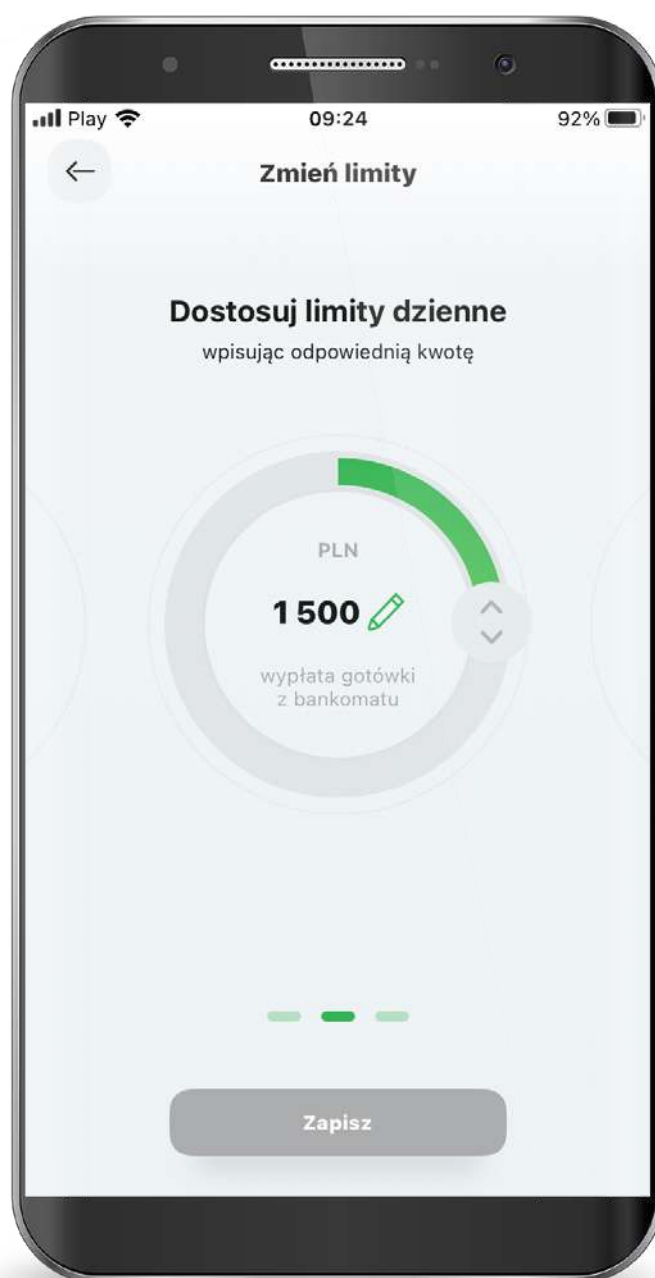 Play
09:24
92%
Zmień limity
Dostosuj limity dzienne
wpisując odpowiednią kwotę
PLN
1 500
wypłata gotówki
z bankomatu
Zapisz